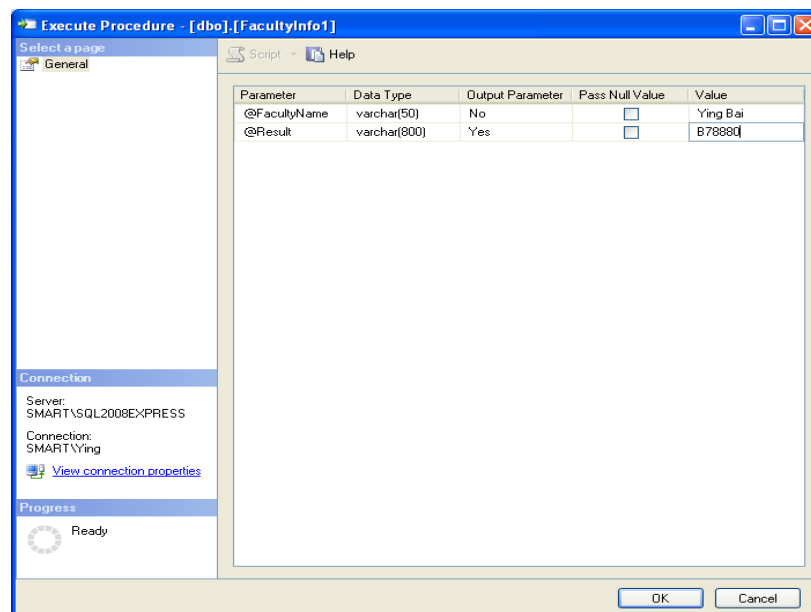 Execute Procedure - [dbo].[FacultyInfo1]
Select a page
General
Script Help
Parameter Data Type Output Parameter Pass Null Value Value
@FacultyName varchar(50) No Ying Bai
@Result varchar(800) Yes B78880
Connection
Server:
SMART\SQL2008EXPRESS
Connection:
SMART\Ying
View connection properties
Progress
Ready
OK Cancel